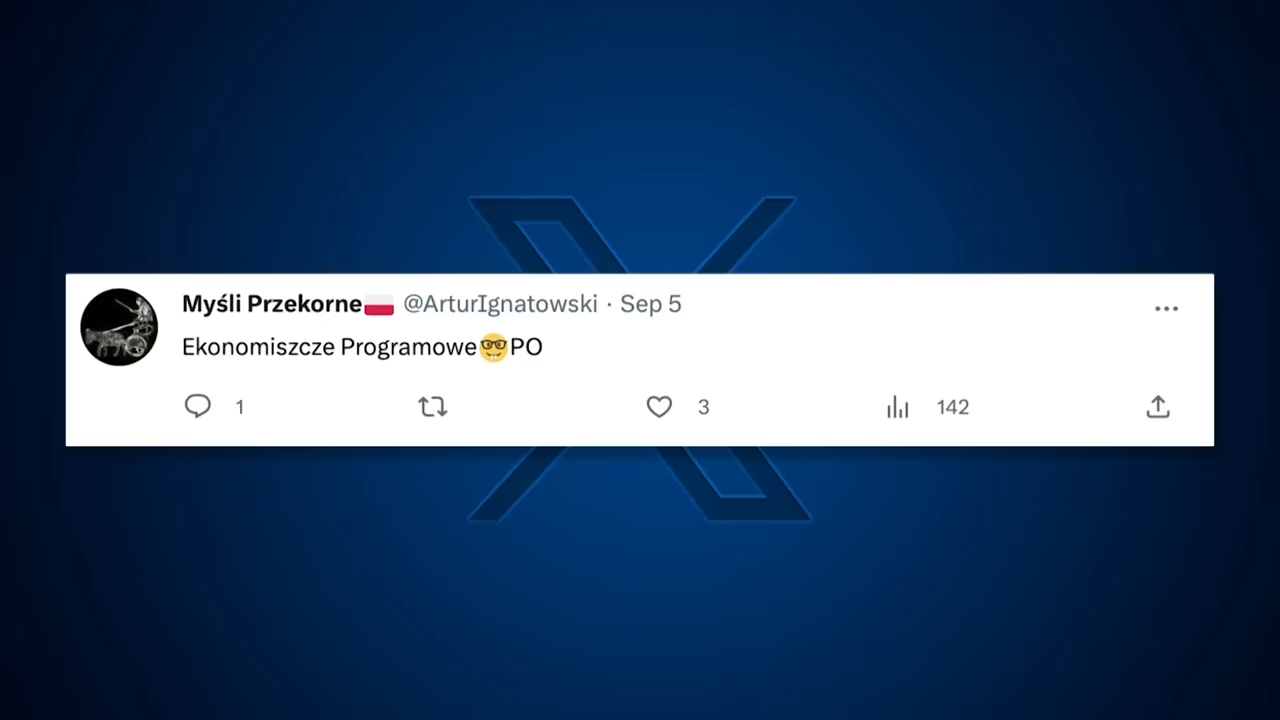 Myśli Przekorne🇵🇱 @ArturIgnatowski · Sep 5
Ekonomiszcze Programowe🤓PO
1 3 142